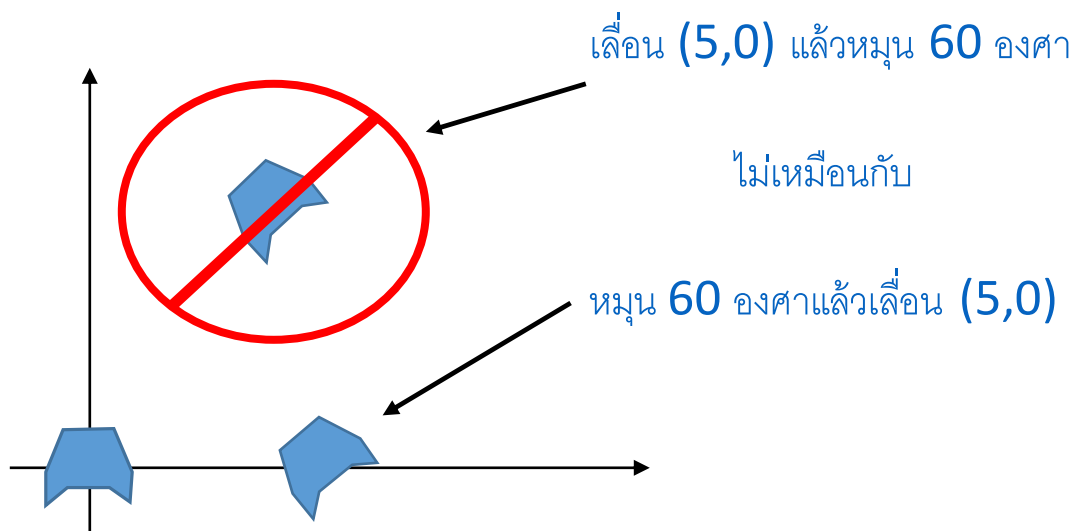 เลื่อน (5,0) แล้วหมุน 60 องศา
ไม่เหมือนกับ
หมุน 60 องศาแล้วเลื่อน (5,0)